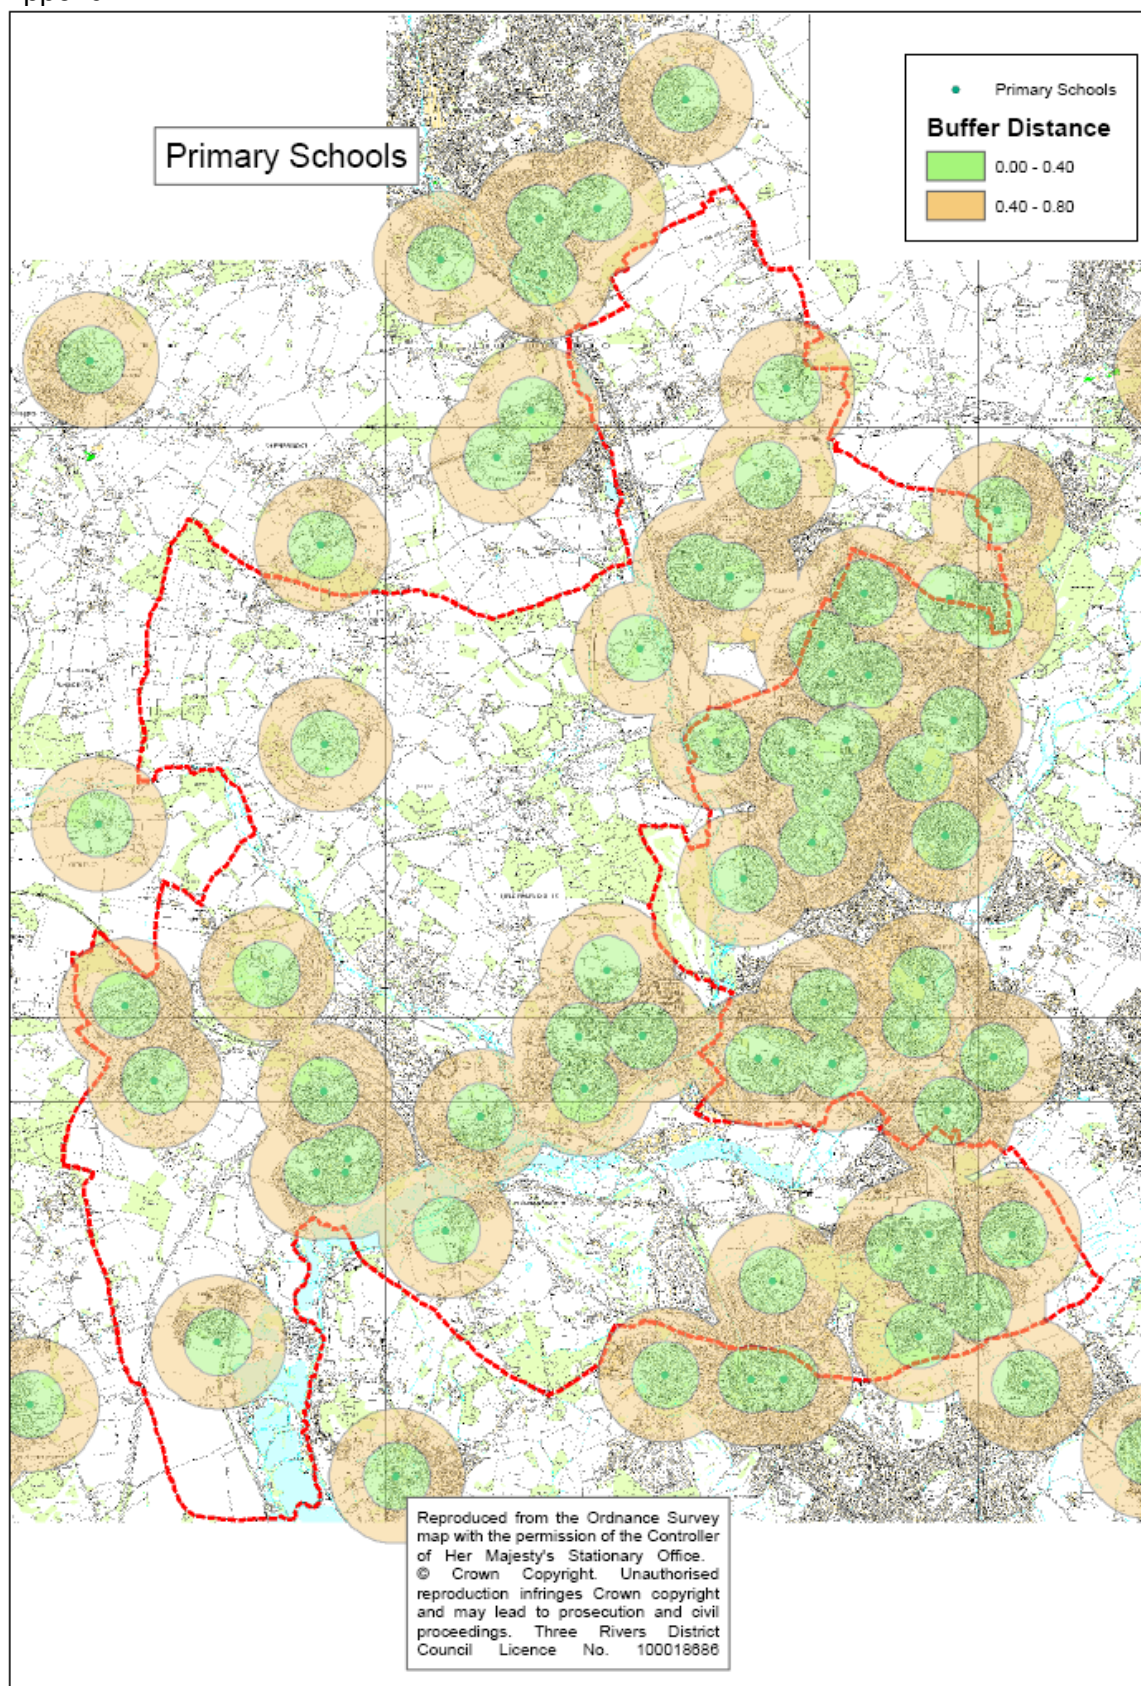 Primary Schools
Primary Schools
Buffer Distance
0.00 - 0.40
0.40 - 0.80
Reproduced from the Ordnance Survey
map with the permission of the Controller
of Her Majesty's Stationary Office.
© Crown Copyright. Unauthorised
reproduction infringes Crown copyright
and may lead to prosecution and civil
proceedings. Three Rivers District
Council Licence No. 100018686